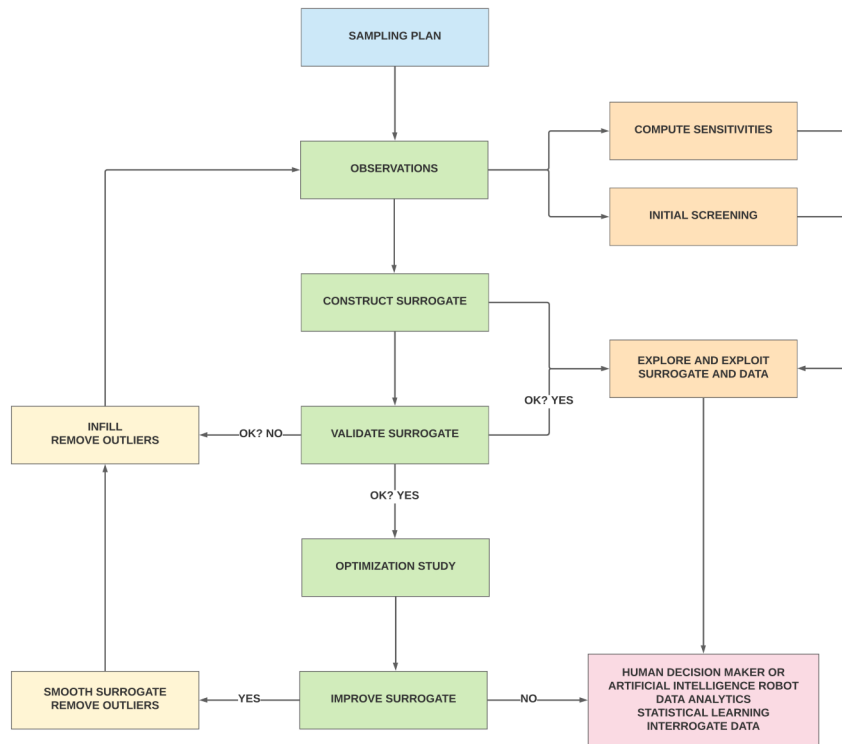 SAMPLING PLAN
COMPUTE SENSITIVITIES
OBSERVATIONS
INITIAL SCREENING
CONSTRUCT SURROGATE
EXPLORE AND EXPLOIT
SURROGATE AND DATA
OK? YES
INFILL
REMOVE OUTLIERS
OK? NO
VALIDATE SURROGATE
OK? YES
OPTIMIZATION STUDY
SMOOTH SURROGATE
REMOVE OUTLIERS
YES
IMPROVE SURROGATE
NO
HUMAN DECISION MAKER OR
ARTIFICIAL INTELLIGENCE ROBOT
DATA ANALYTICS
STATISTICAL LEARNING
INTERROGATE DATA